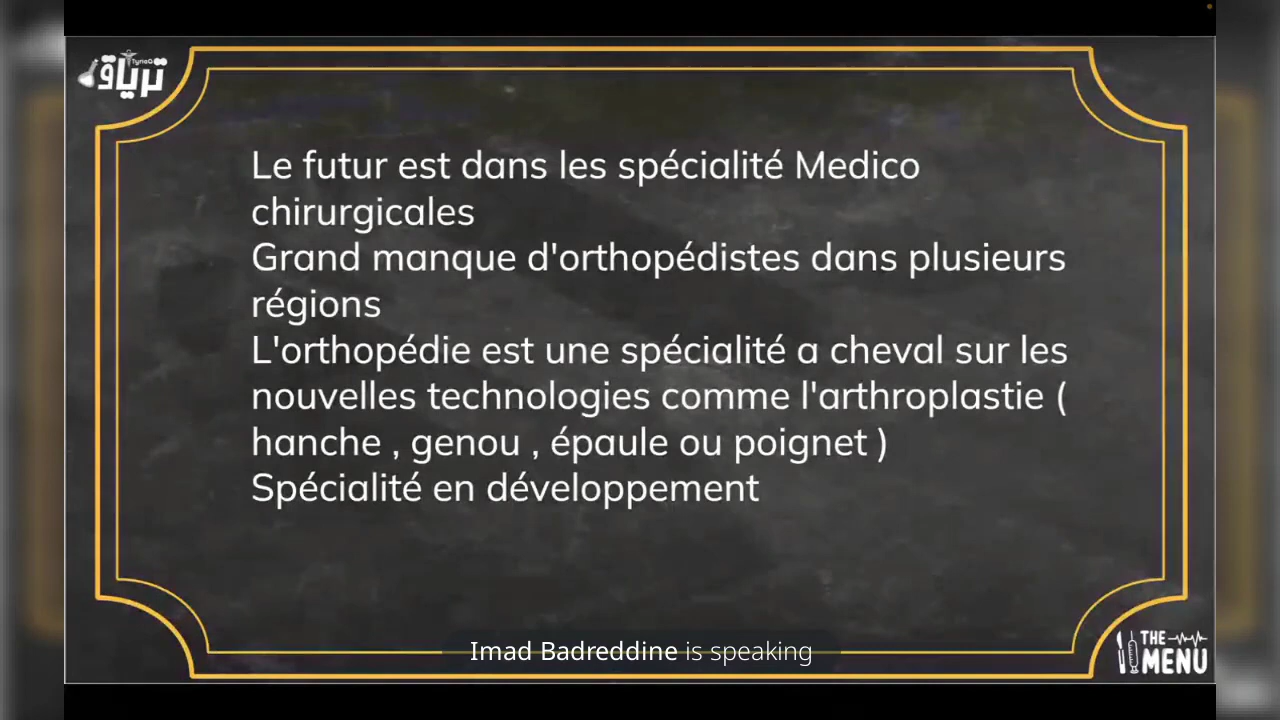 TyriaQ
ترياق
Le futur est dans les spécialité Medico
chirurgicales
Grand manque d'orthopédistes dans plusieurs
régions
L'orthopédie est une spécialité a cheval sur les
nouvelles technologies comme l'arthroplastie (
hanche , genou , épaule ou poignet )
Spécialité en développement
Imad Badreddine is speaking
THE
MENU